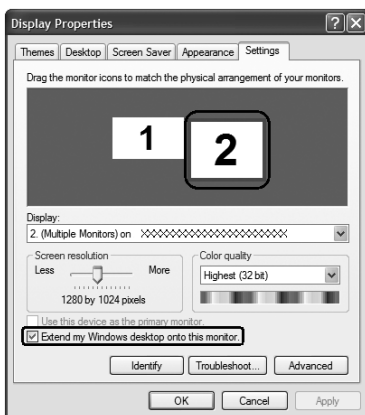 Display Properties
Themes Desktop Screen Saver Appearance Settings
Drag the monitor icons to match the physical arrangement of your monitors.
1 2
Display:
2. (Multiple Monitors) on XXXXXXXXXXXXXXXXXXXXXXX
Screen resolution Color quality
Less More Highest (32 bit)
1280 by 1024 pixels
Use this device as the primary monitor.
Extend my Windows desktop onto this monitor.
Identify Troubleshoot... Advanced
OK Cancel Apply